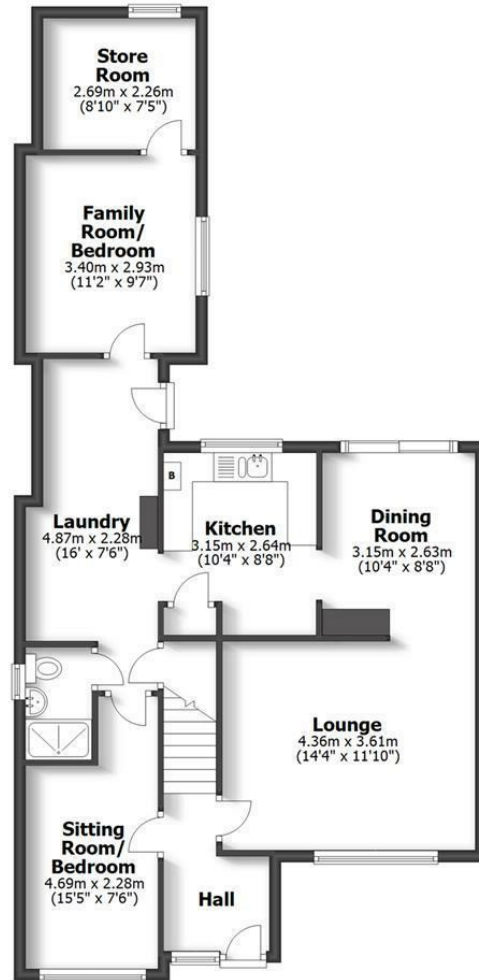 Store
Room
2.69m x 2.26m
(8'10" x 7'5")
Family
Room/
Bedroom
3.40m x 2.93m
(11'2" x 9'7")
B
Laundry
4.87m x 2.28m
(16' x 7'6")
Kitchen
3.15m x 2.64m
(10'4" x 8'8")
Dining
Room
3.15m x 2.63m
(10'4" x 8'8")
Lounge
4.36m x 3.61m
(14'4" x 11'10")
Sitting
Room/
Bedroom
4.69m x 2.28m
(15'5" x 7'6")
Hall